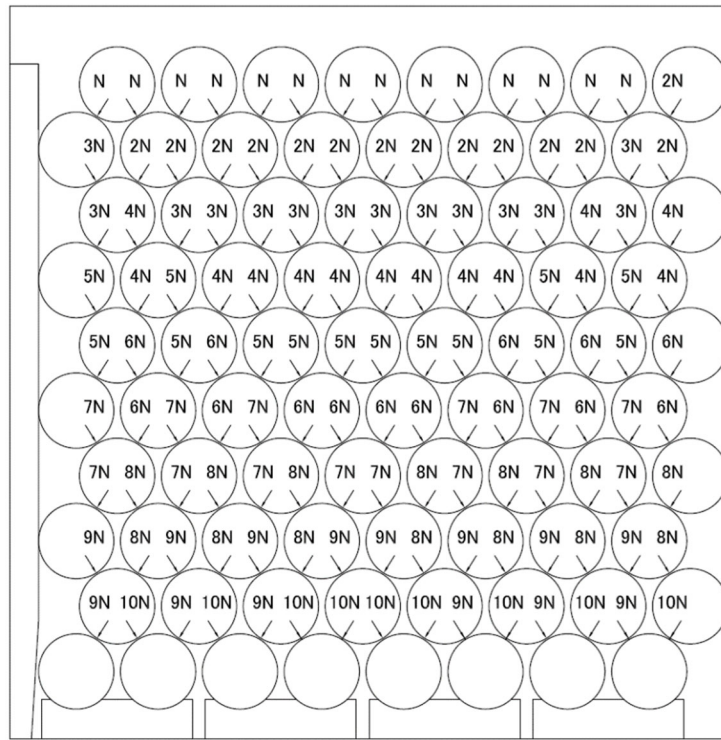 N N N N N N N N N N N N N N 2N
3N 2N 2N 2N 2N 2N 2N 2N 2N 2N 2N 2N 2N 3N 2N
3N 4N 3N 3N 3N 3N 3N 3N 3N 3N 3N 3N 4N 3N 4N
5N 4N 5N 4N 4N 4N 4N 4N 4N 4N 4N 5N 4N 5N 4N
5N 6N 5N 6N 5N 5N 5N 5N 5N 5N 6N 5N 6N 5N 6N
7N 6N 7N 6N 7N 6N 6N 6N 6N 7N 6N 7N 6N 7N 6N
7N 8N 7N 8N 7N 8N 7N 7N 8N 7N 8N 7N 8N 7N 8N
9N 8N 9N 8N 9N 8N 9N 9N 8N 9N 8N 9N 8N 9N 8N
9N 10N 9N 10N 9N 10N 10N 10N 10N 9N 10N 9N 10N 9N 10N